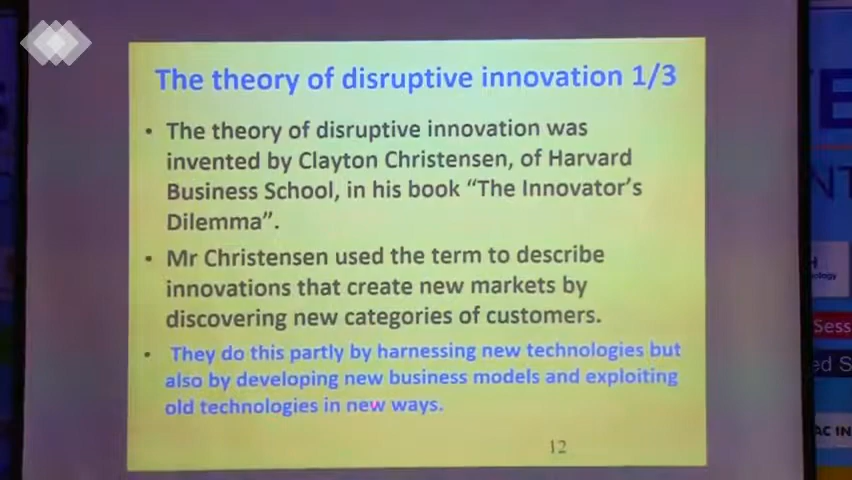 The theory of disruptive innovation 1/3
• The theory of disruptive innovation was
invented by Clayton Christensen, of Harvard
Business School, in his book “The Innovator’s
Dilemma”.
• Mr Christensen used the term to describe
innovations that create new markets by
discovering new categories of customers.
• They do this partly by harnessing new technologies but
also by developing new business models and exploiting
old technologies in new ways.
12
Sess
ed S
AC IN